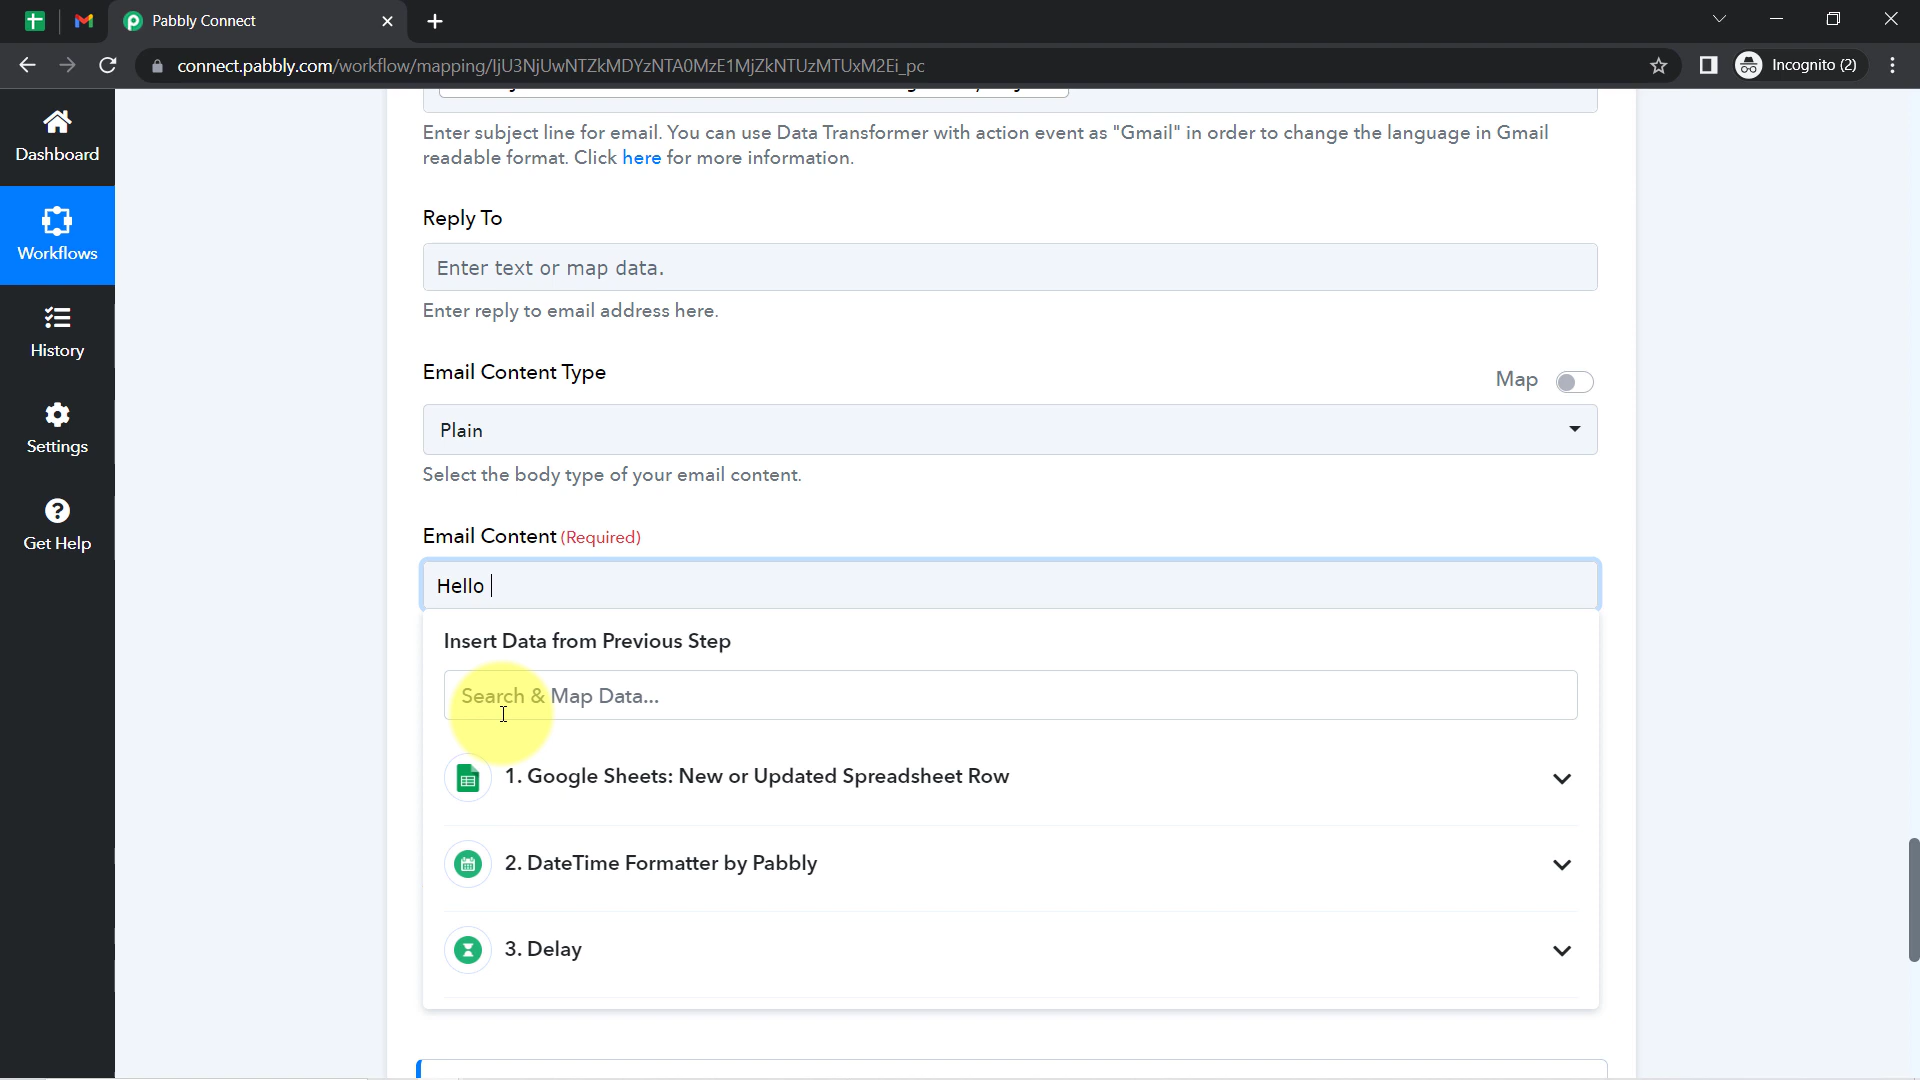 Pabbly Connect
connect.pabbly.com/workflow/mapping/IjU3NjUwNTZkMDYzNTA0MzE1MjZkNTUzMTUxM2Ei_pc
Incognito (2)
Dashboard
Workflows
History
Settings
Get Help
Enter subject line for email. You can use Data Transformer with action event as "Gmail" in order to change the language in Gmail
readable format. Click here for more information.
Reply To
Enter text or map data.
Enter reply to email address here.
Email Content Type
Map
Plain
Select the body type of your email content.
Email Content (Required)
Hello
Insert Data from Previous Step
Search & Map Data...
1. Google Sheets: New or Updated Spreadsheet Row
2. DateTime Formatter by Pabbly
3. Delay